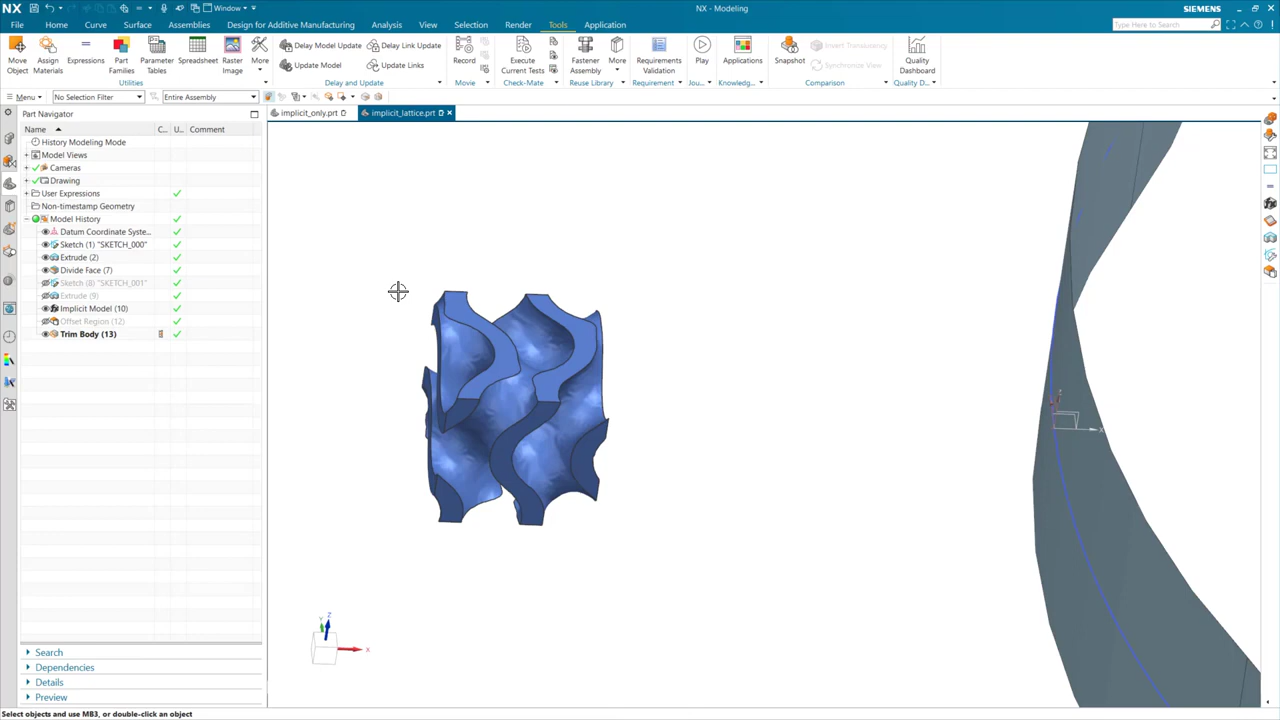 NX
Window
NX - Modeling
SIEMENS
File
Home
Curve
Surface
Assemblies
Design for Additive Manufacturing
Analysis
View
Selection
Render
Tools
Application
Type Here to Search
Move Object
Assign Materials
Expressions
Part Families
Parameter Tables
Spreadsheet
Raster Image
More
Delay Model Update
Delay Link Update
Update Model
Update Links
Record
Execute Current Tests
Fastener Assembly
More
Requirements Validation
Play
Applications
Snapshot
Insert Translucency
Synchronize View
Quality Dashboard
Utilities
Delay and Update
Movie
Check-Mate
Reuse Library
Requirement
Jou...
Knowledg...
Comparison
Quality D...
Menu
No Selection Filter
Entire Assembly
Part Navigator
implicit_only.prt
implicit_lattice.prt
Name
C...
U...
Comment
History Modeling Mode
Model Views
Cameras
Drawing
User Expressions
Non-timestamp Geometry
Model History
Datum Coordinate Syste...
Sketch (1) "SKETCH_000"
Extrude (2)
Divide Face (7)
Sketch (8) "SKETCH_001"
Extrude (9)
Implicit Model (10)
Offset Region (12)
Trim Body (13)
X
Z
Y
X
Search
Dependencies
Details
Preview
Select objects and use MB3, or double-click an object